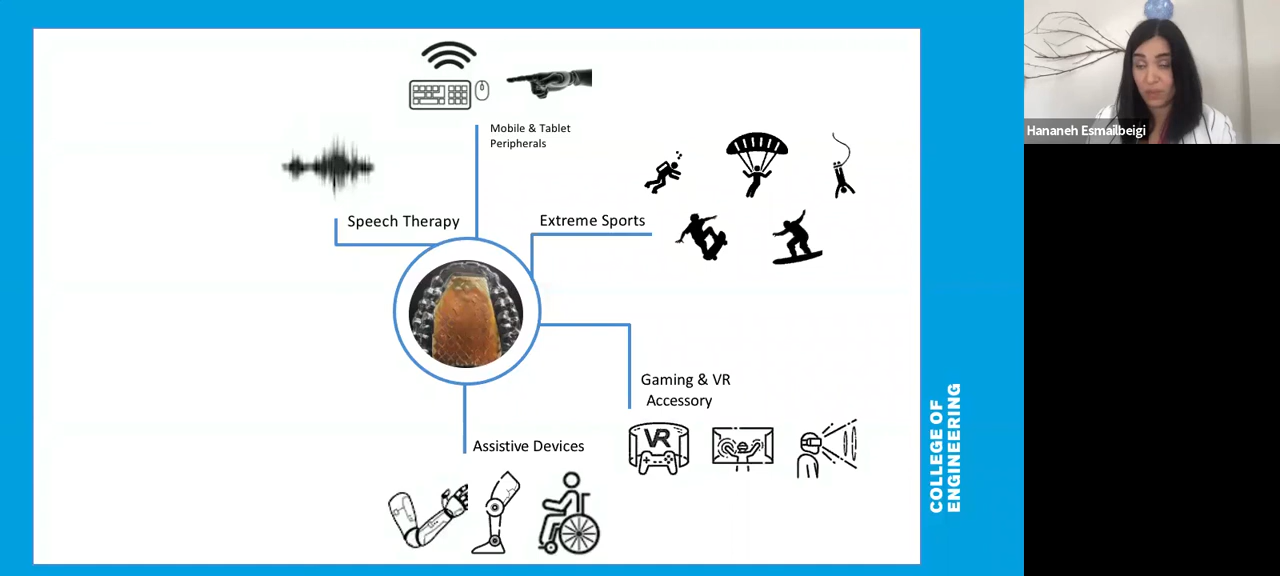 Mobile & Tablet
Peripherals
Speech Therapy
Extreme Sports
Gaming & VR
Accessory
VR
Assistive Devices
COLLEGE OF
ENGINEERING
Hananeh Esmailbeigi